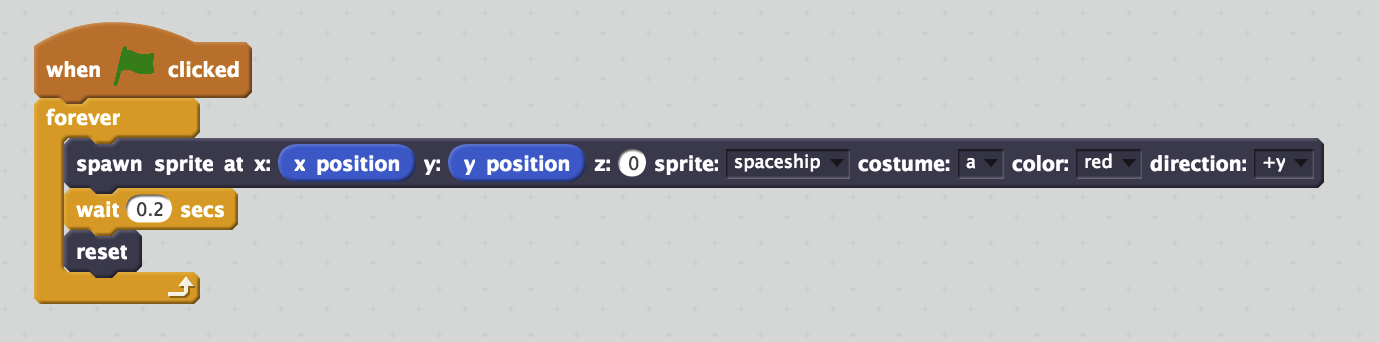 when clicked
forever
spawn sprite at x: x position y: y position z: 0 sprite: spaceship costume: a color: red direction: +y
wait 0.2 secs
reset